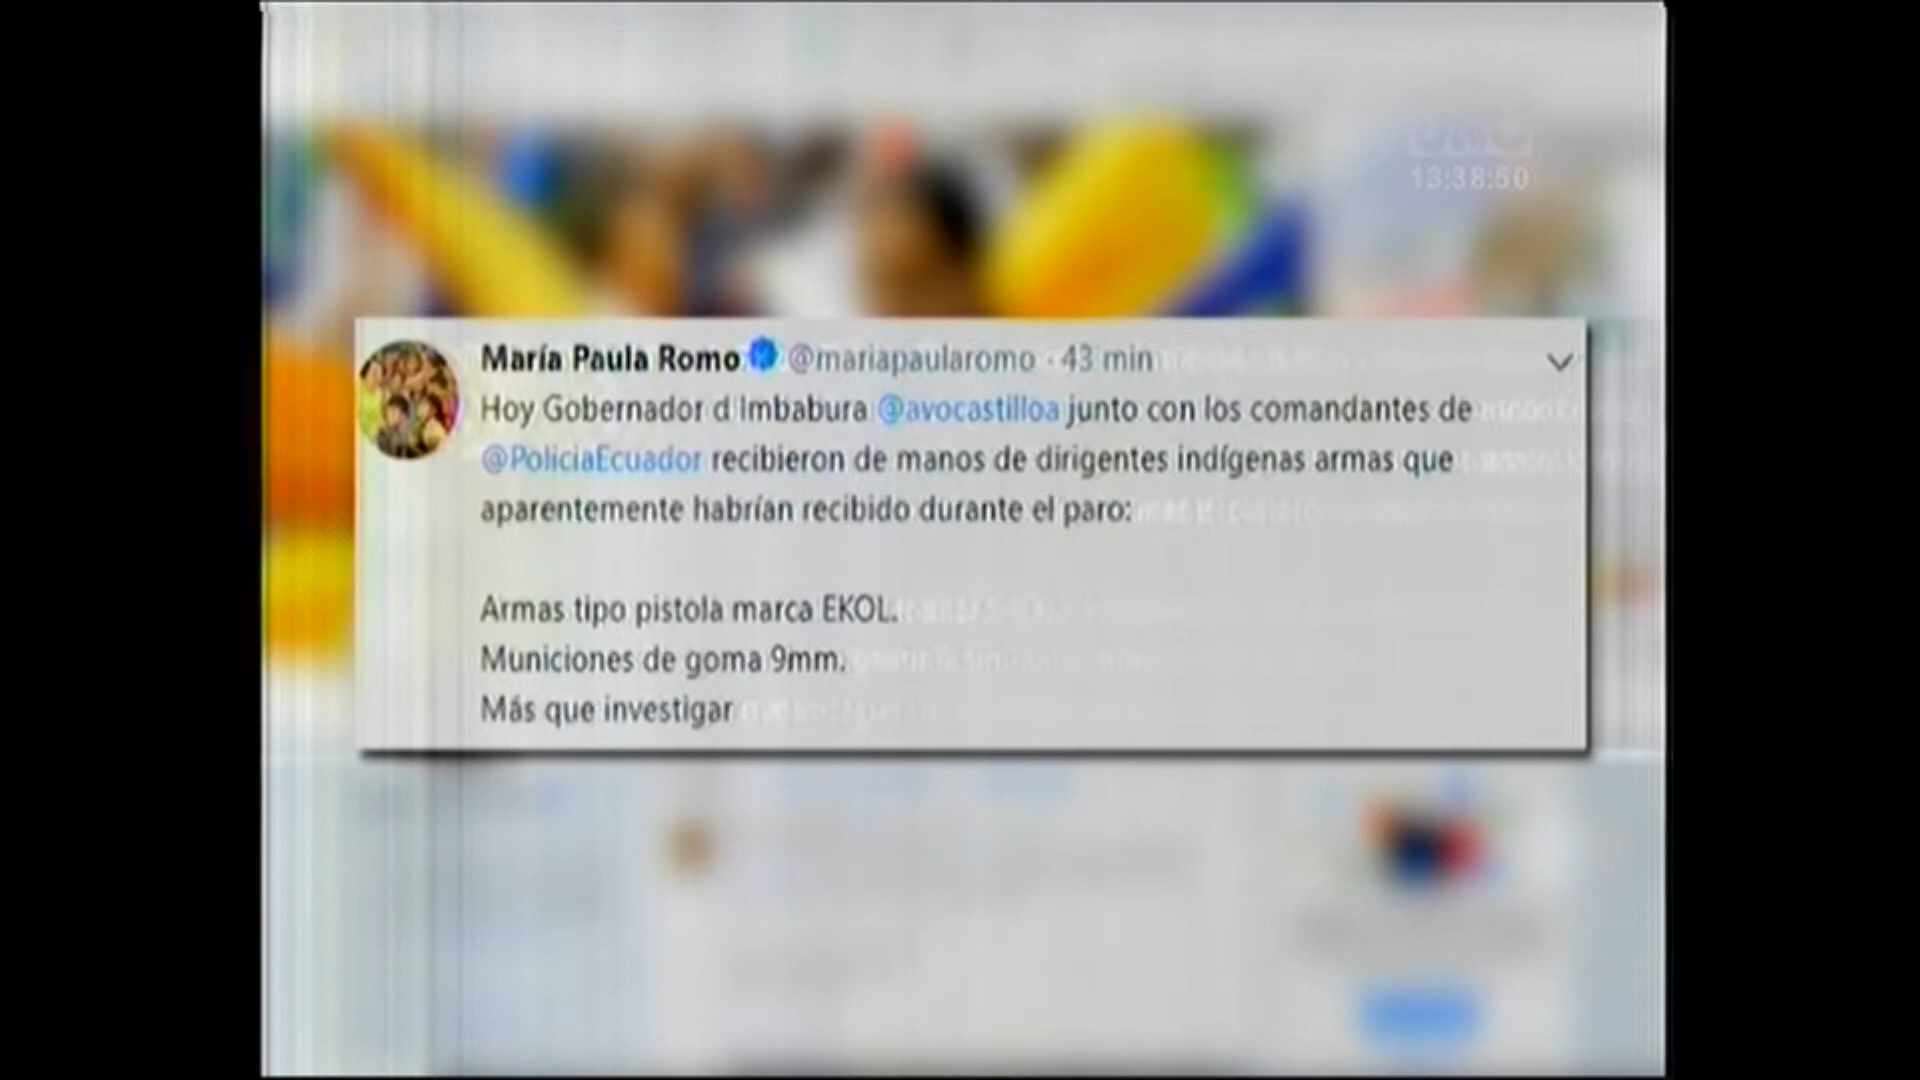 13:38:50
María Paula Romo @mariapaularomo · 43 min
Hoy Gobernador d Imbabura @avocastilloa junto con los comandantes de
@PoliciaEcuador recibieron de manos de dirigentes indígenas armas que
aparentemente habrían recibido durante el paro:
Armas tipo pistola marca EKOL.
Municiones de goma 9mm.
Más que investigar